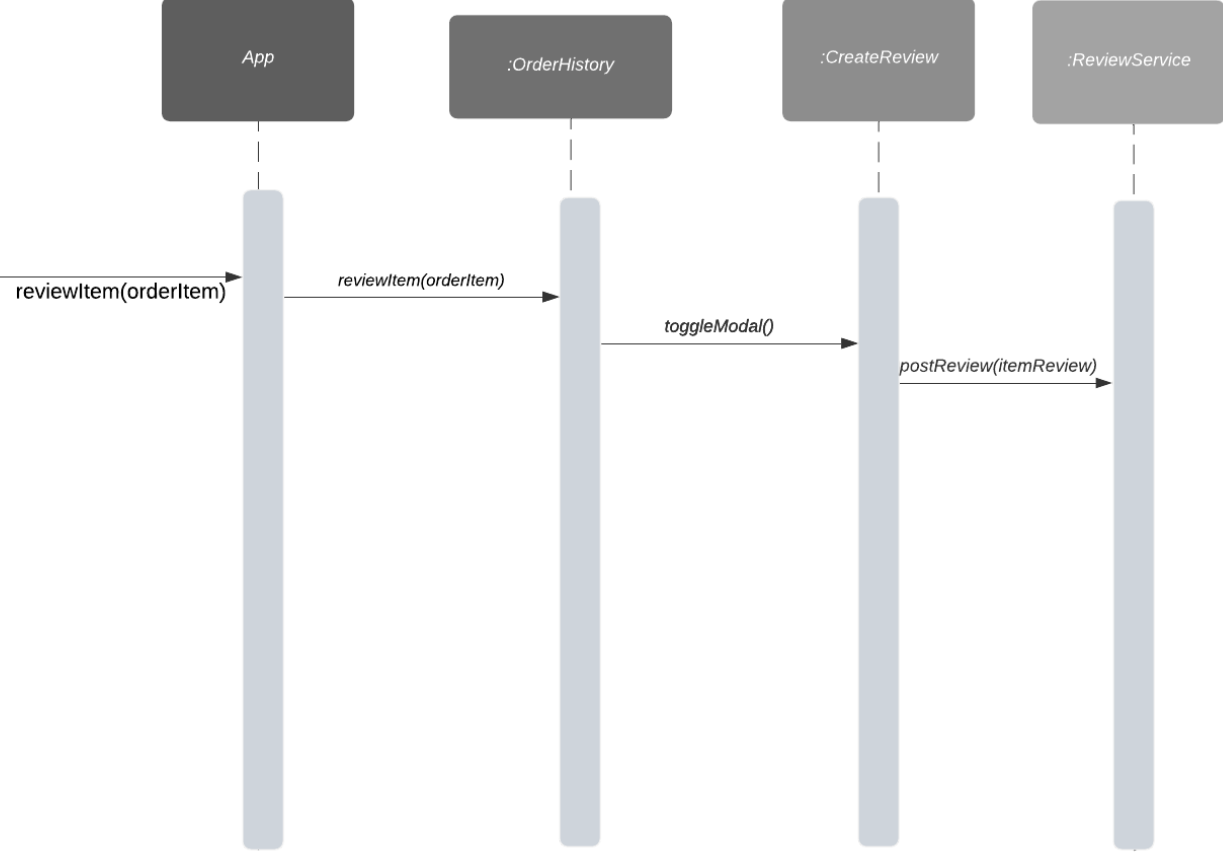 App
:OrderHistory
:CreateReview
:ReviewService
reviewItem(orderItem)
reviewItem(orderItem)
toggleModal()
postReview(itemReview)